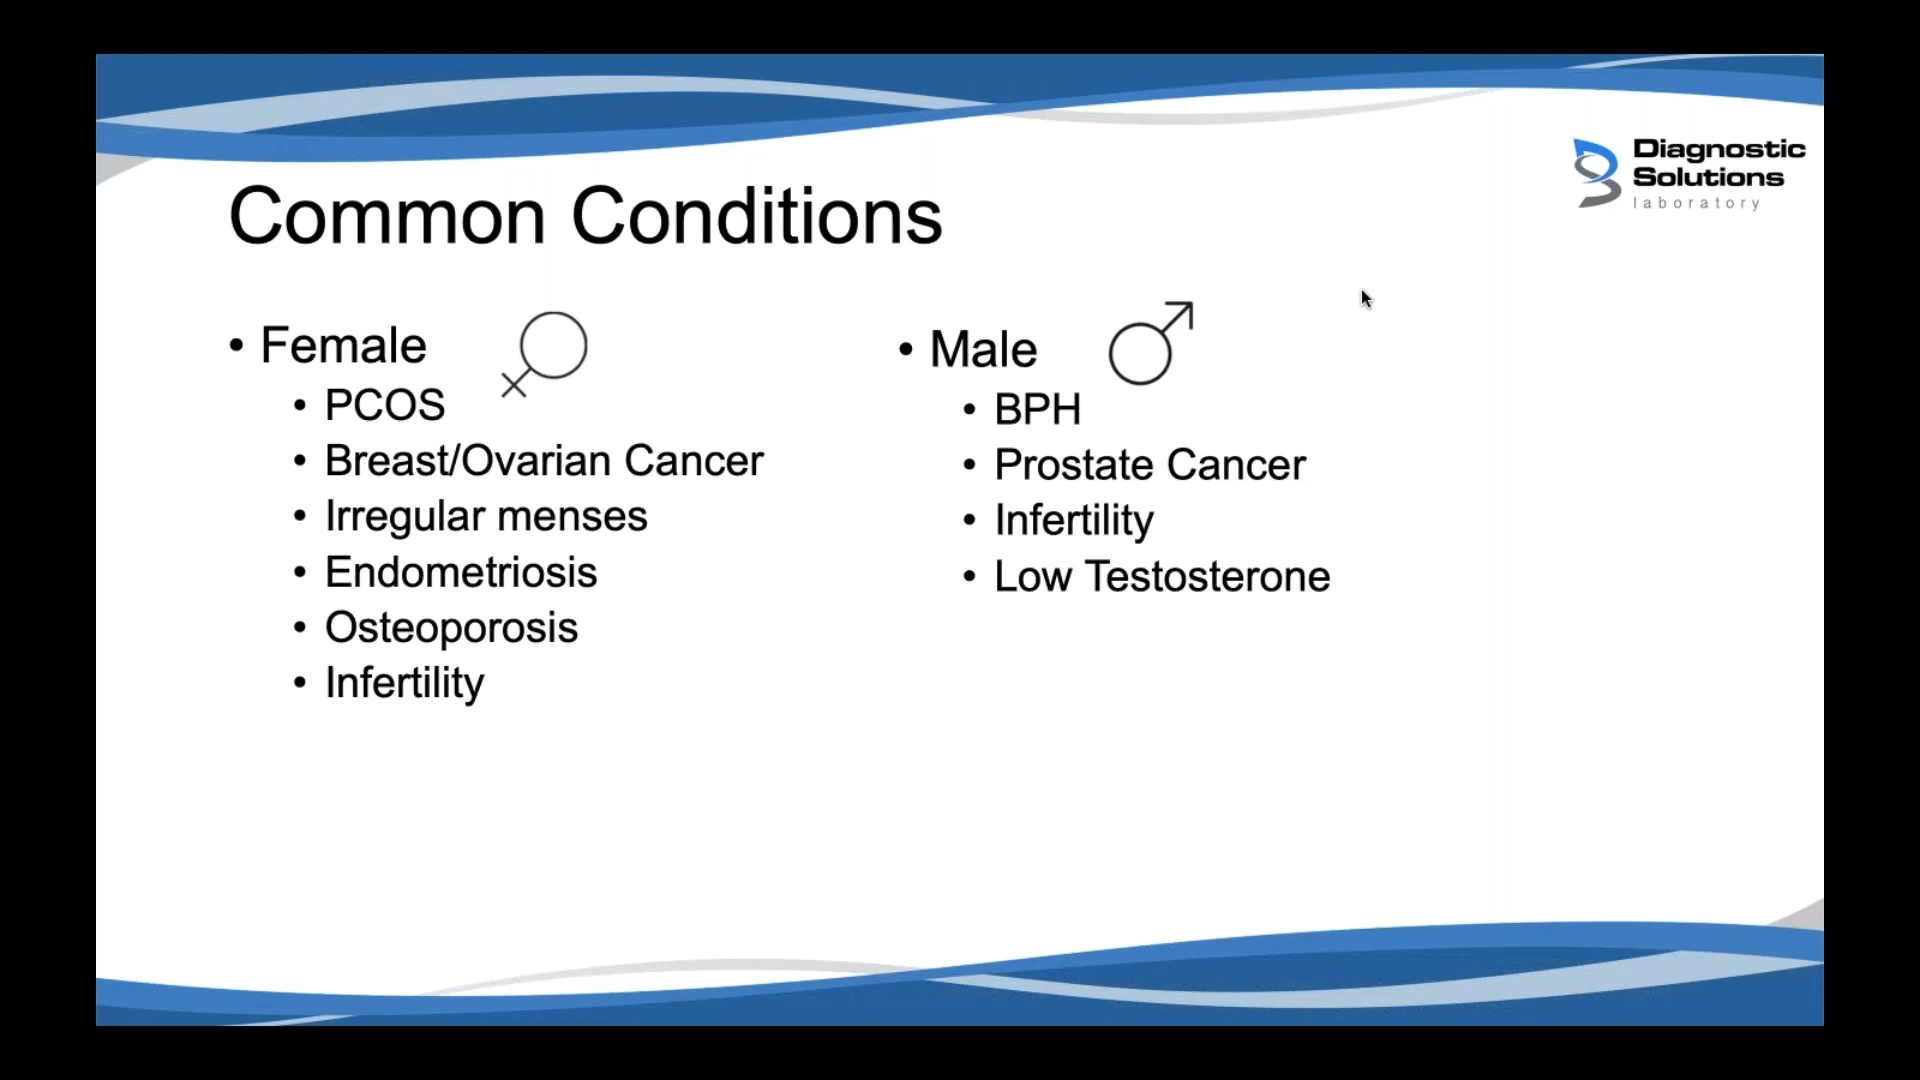 Diagnostic
Solutions
laboratory
Common Conditions
• Female
• PCOS
• Breast/Ovarian Cancer
• Irregular menses
• Endometriosis
• Osteoporosis
• Infertility
• Male
• BPH
• Prostate Cancer
• Infertility
• Low Testosterone